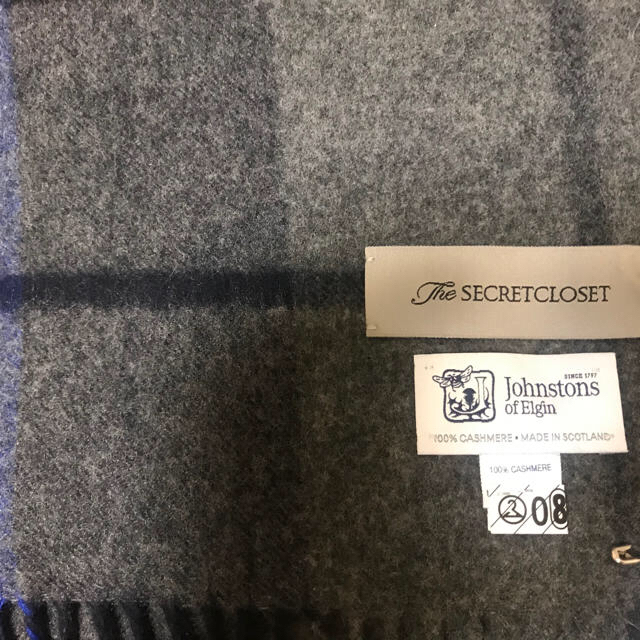 The SECRETCLOSET
SINCE 1797
Johnstons
of Elgin
100% CASHMERE • MADE IN SCOTLAND
100% CASHMERE
08